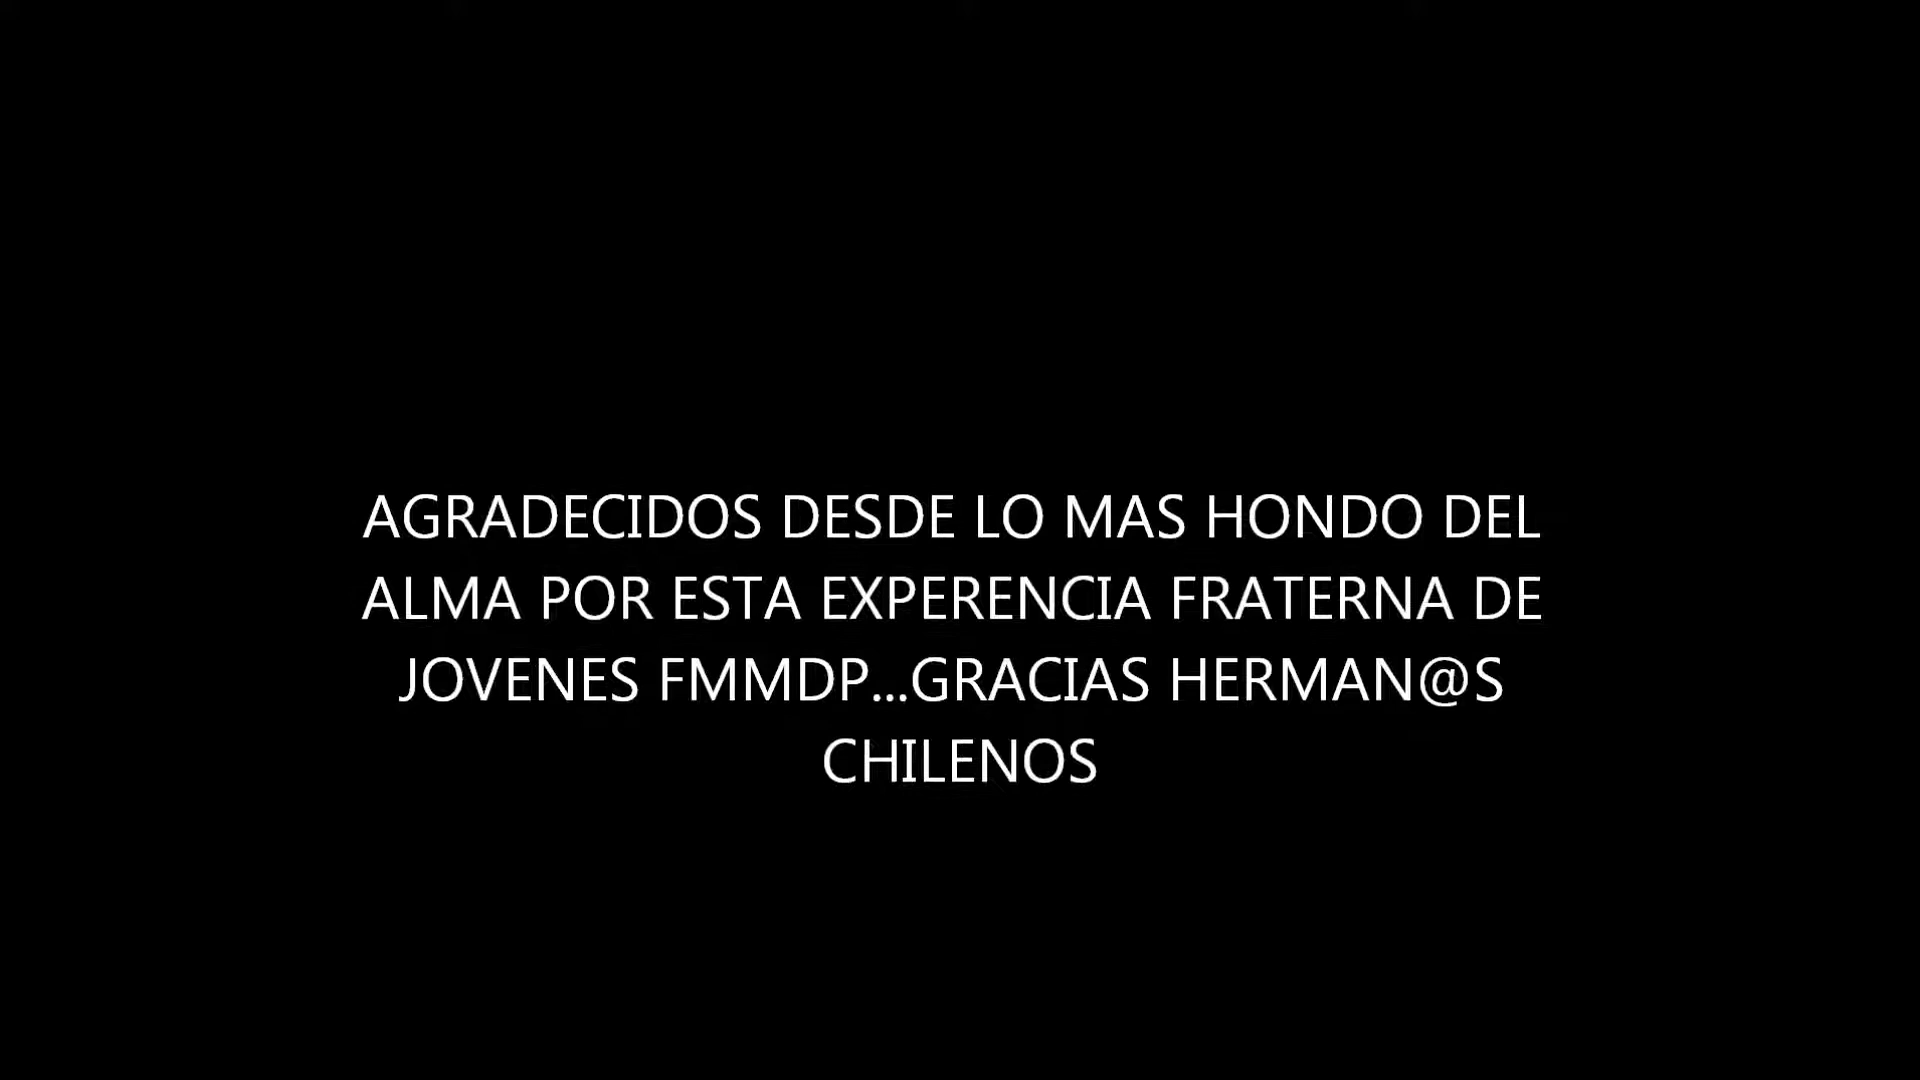 AGRADECIDOS DESDE LO MAS HONDO DEL
ALMA POR ESTA EXPERENCIA FRATERNA DE
JOVENES FMMDP...GRACIAS HERMAN@S
CHILENOS